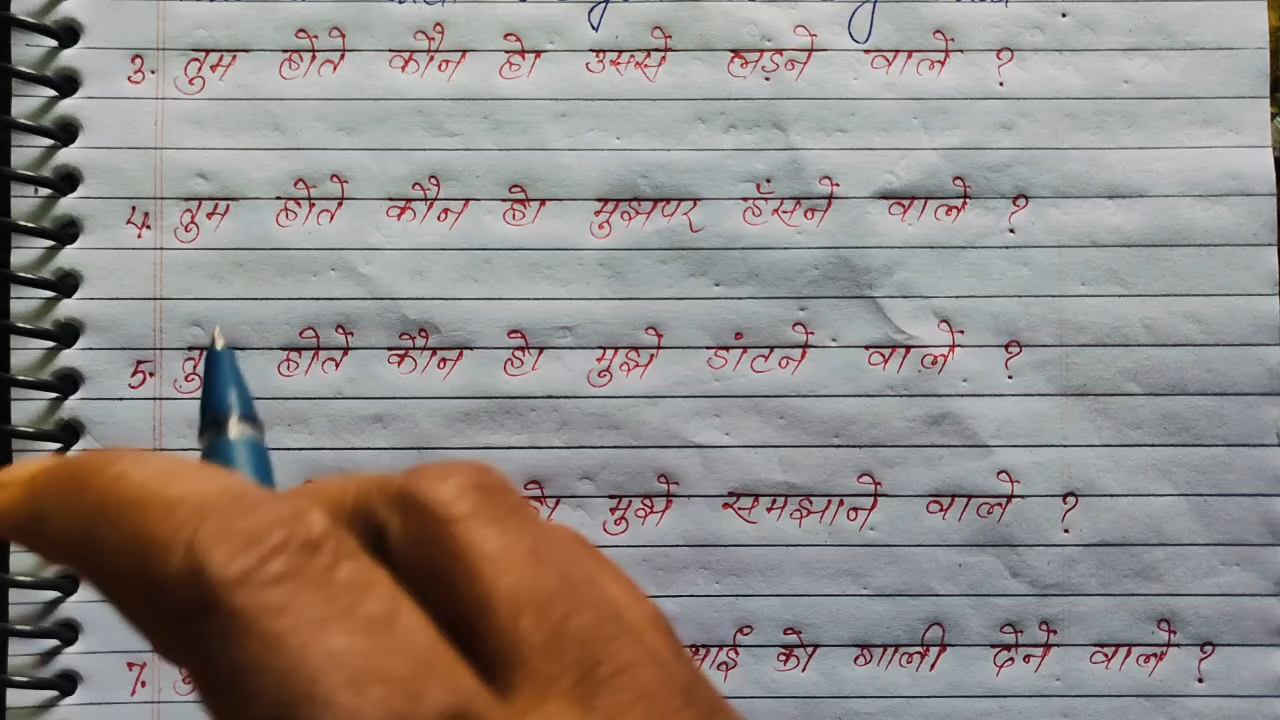 3. तुम होते कौन हो उससे लड़ने वाले ?
4. तुम होते कौन हो मुझपर हँसने वाले ?
5. तु होते कौन हो मुझे डांटने वाले ?
हो मुझे समझाने वाले ?
7. भाई को गाली देने वाले ?